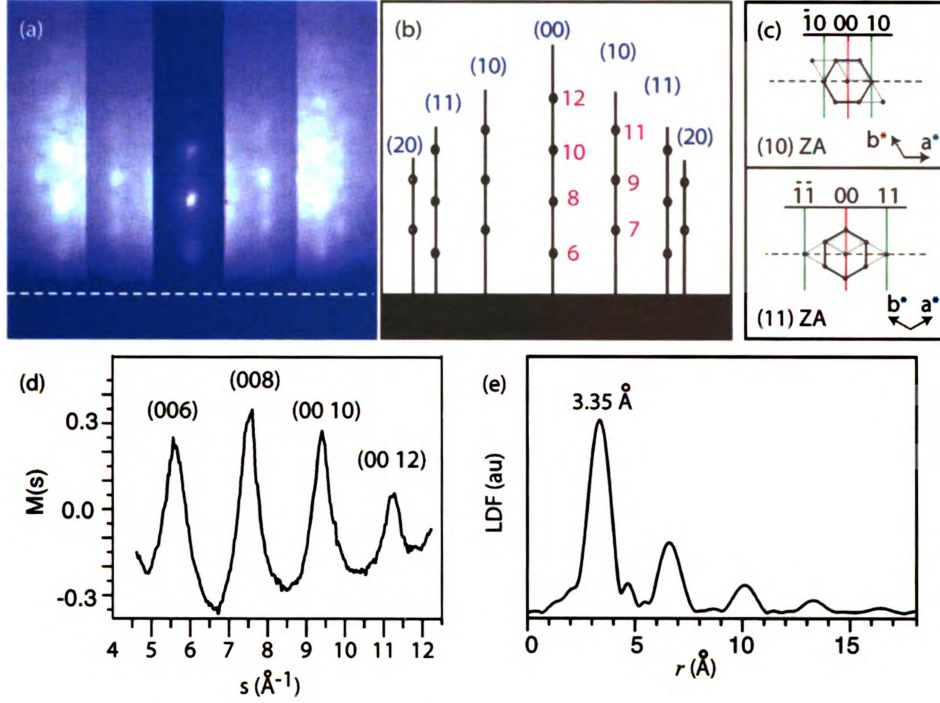 (a)
(b)
(00)
(10)
(10)
(11)
(11)
(20)
(20)
12
11
10
9
8
7
6
(c)
1̄0 00 10
(10) ZA
b* a*
1̄1̄ 00 11
(11) ZA
b* a*
(d)
(006)
(008)
(00 10)
(00 12)
M(s)
0.3
0.0
-0.3
4 5 6 7 8 9 10 11 12
s (Å⁻¹)
(e)
3.35 Å
LDF (au)
0 5 10 15
r (Å)